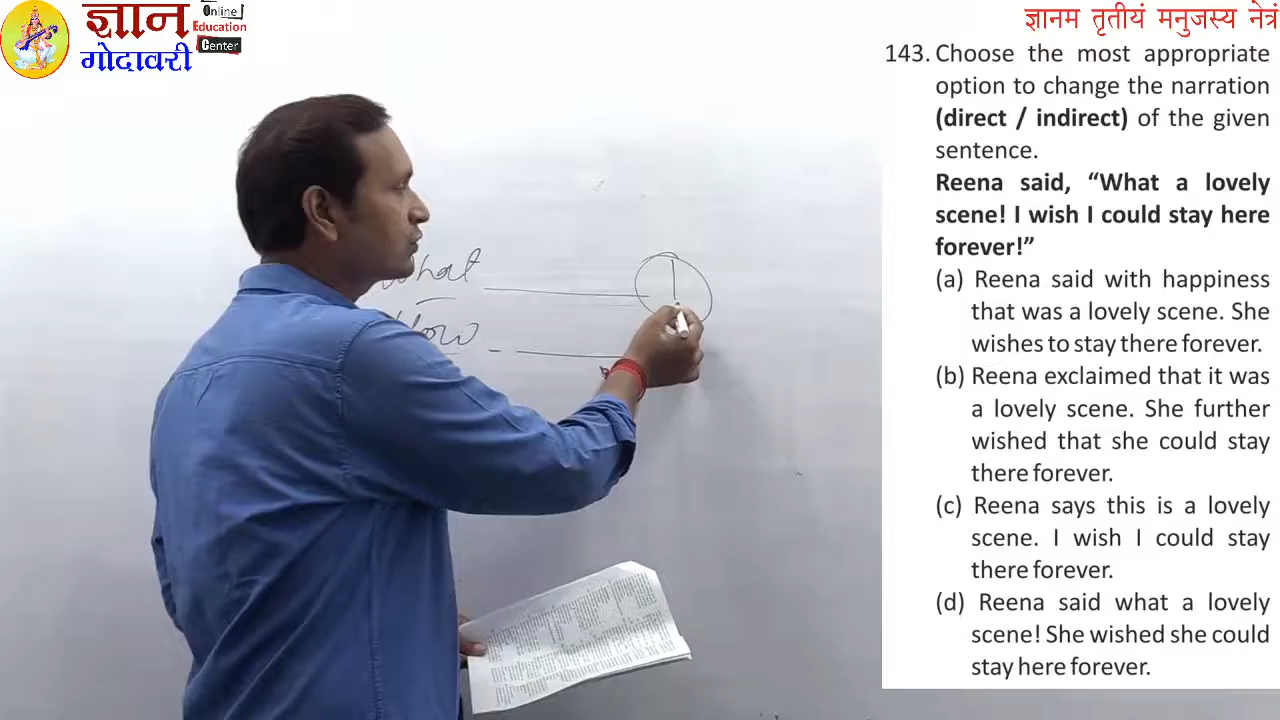 ज्ञान
गोदावरी
Online
Education
Center
ज्ञानम तृतीयं मनुजस्य नेत्रं
What
How
143. Choose the most appropriate
option to change the narration
(direct / indirect) of the given
sentence.
Reena said, “What a lovely
scene! I wish I could stay here
forever!”
(a) Reena said with happiness
that was a lovely scene. She
wishes to stay there forever.
(b) Reena exclaimed that it was
a lovely scene. She further
wished that she could stay
there forever.
(c) Reena says this is a lovely
scene. I wish I could stay
there forever.
(d) Reena said what a lovely
scene! She wished she could
stay here forever.